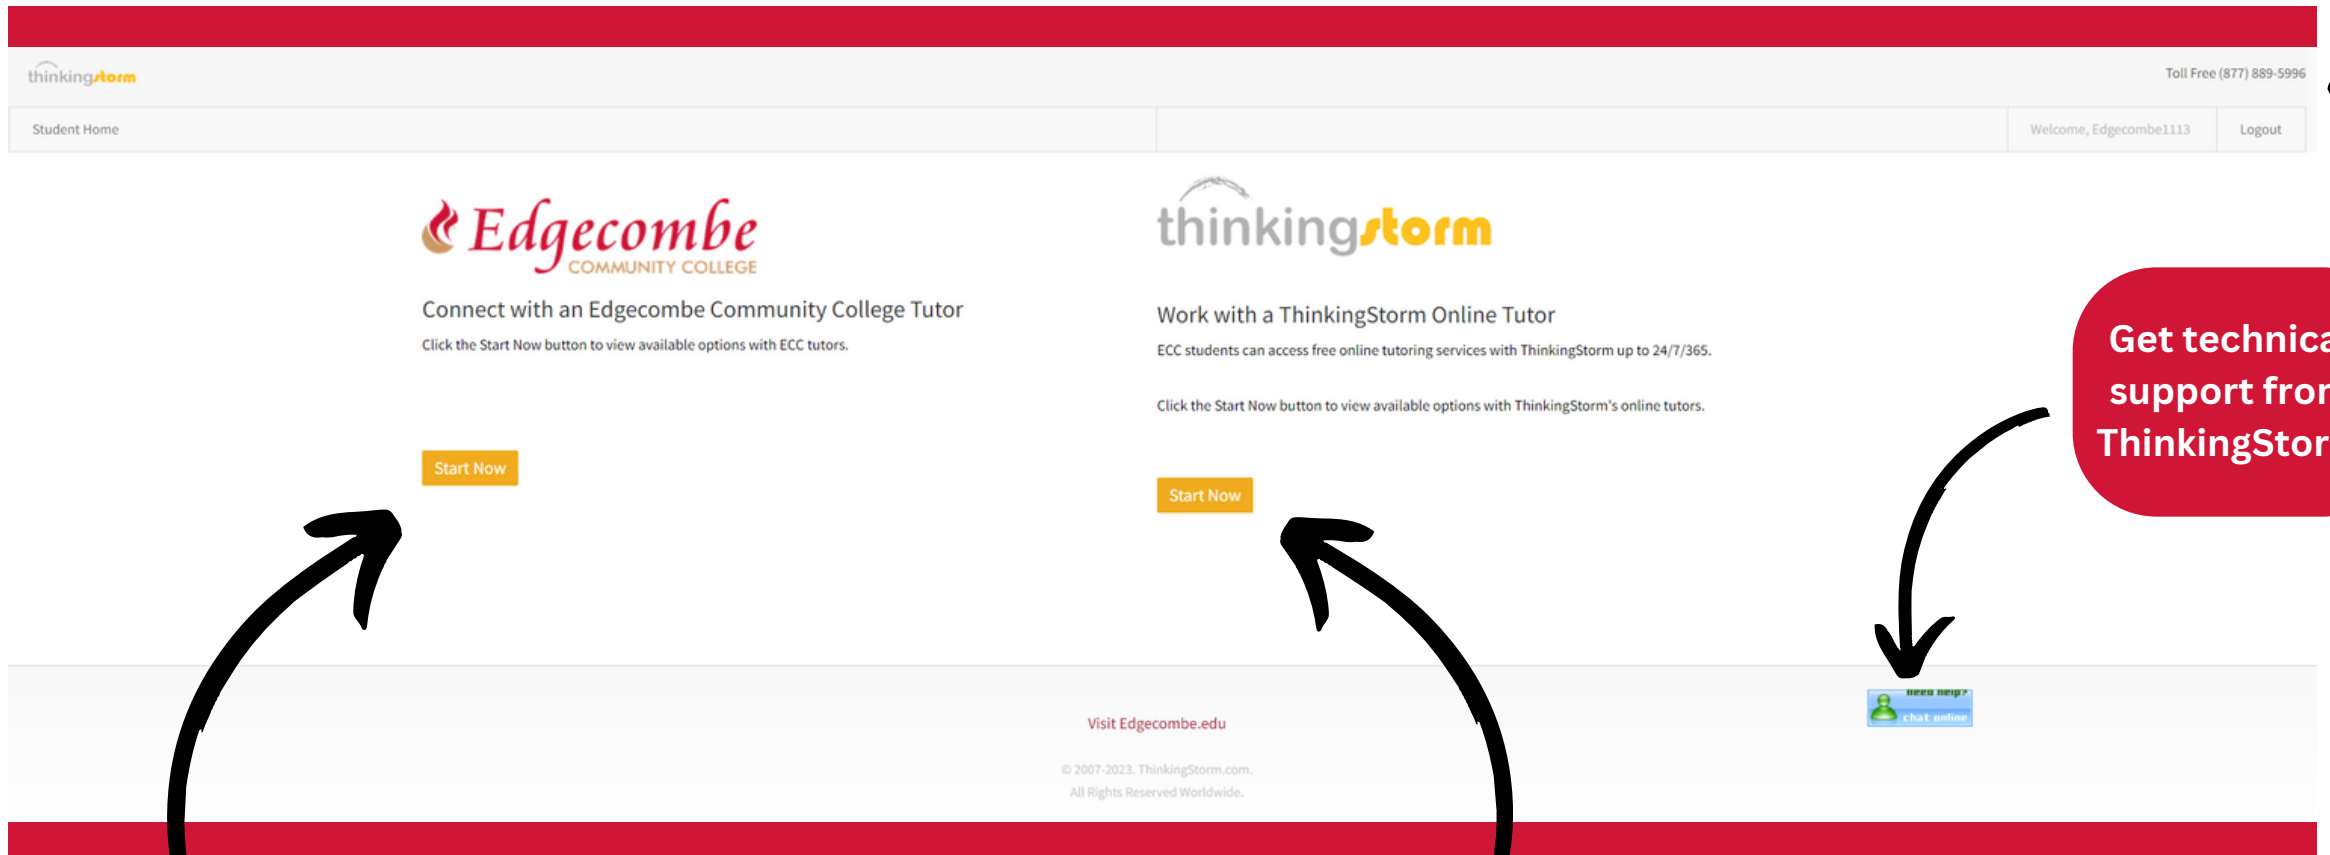 thinkingstorm
Toll Free (877) 889-5996
Student Home
Welcome, Edgecombe1113
Logout
Edgecombe
COMMUNITY COLLEGE
Connect with an Edgecombe Community College Tutor
Click the Start Now button to view available options with ECC tutors.
Start Now
thinkingstorm
Work with a ThinkingStorm Online Tutor
ECC students can access free online tutoring services with ThinkingStorm up to 24/7/365.
Click the Start Now button to view available options with ThinkingStorm's online tutors.
Start Now
Get technica
support fro
ThinkingStor
need help?
chat online
Visit Edgecombe.edu
© 2007-2023. ThinkingStorm.com.
All Rights Reserved Worldwide.